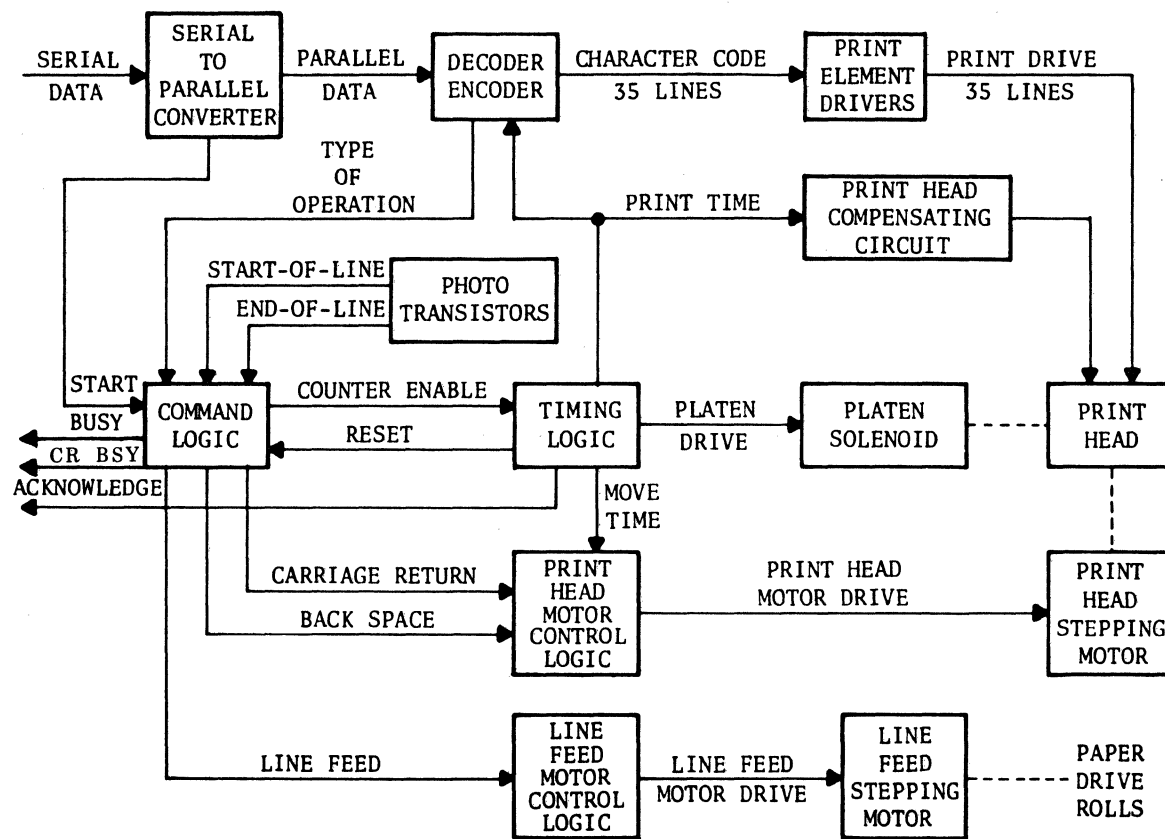 SERIAL
DATA
SERIAL
TO
PARALLEL
CONVERTER
PARALLEL
DATA
DECODER
ENCODER
CHARACTER CODE
35 LINES
PRINT
ELEMENT
DRIVERS
PRINT DRIVE
35 LINES
TYPE
OF
OPERATION
PRINT TIME
PRINT HEAD
COMPENSATING
CIRCUIT
START-OF-LINE
END-OF-LINE
PHOTO
TRANSISTORS
START
BUSY
CR BSY
ACKNOWLEDGE
COMMAND
LOGIC
COUNTER ENABLE
RESET
TIMING
LOGIC
PLATEN
DRIVE
PLATEN
SOLENOID
PRINT
HEAD
MOVE
TIME
CARRIAGE RETURN
BACK SPACE
PRINT
HEAD
MOTOR
CONTROL
LOGIC
PRINT HEAD
MOTOR DRIVE
PRINT
HEAD
STEPPING
MOTOR
LINE FEED
LINE
FEED
MOTOR
CONTROL
LOGIC
LINE FEED
MOTOR DRIVE
LINE
FEED
STEPPING
MOTOR
PAPER
DRIVE
ROLLS